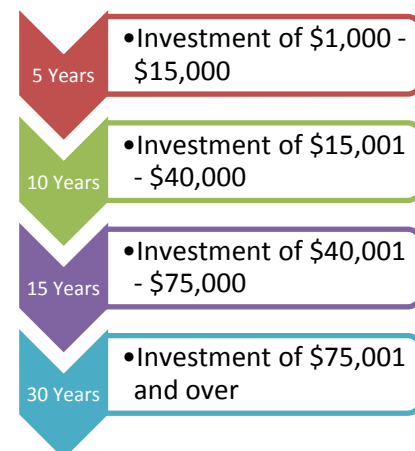 5 Years
•Investment of $1,000 -
$15,000
10 Years
•Investment of $15,001
- $40,000
15 Years
•Investment of $40,001
- $75,000
30 Years
•Investment of $75,001
and over